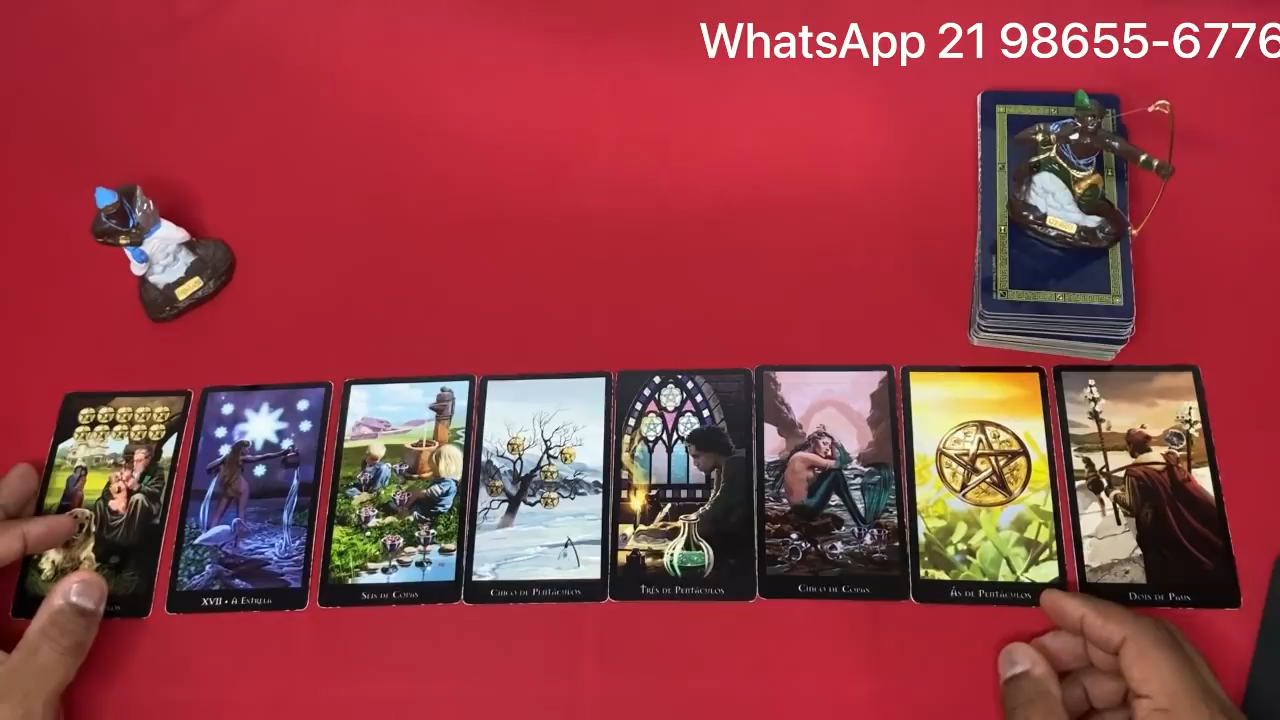 WhatsApp 21 98655-6776
XVII • A Estrela
Seis de Copas
Cinco de Pentáculos
Três de Pentáculos
Cinco de Copas
Ás de Pentáculos
Dois de Paus